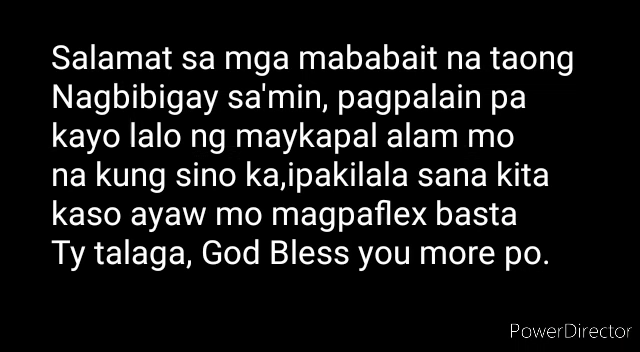 Salamat sa mga mababait na taong
Nagbibigay sa'min, pagpalain pa
kayo lalo ng maykapal alam mo
na kung sino ka,ipakilala sana kita
kaso ayaw mo magpaflex basta
Ty talaga, God Bless you more po.
PowerDirector